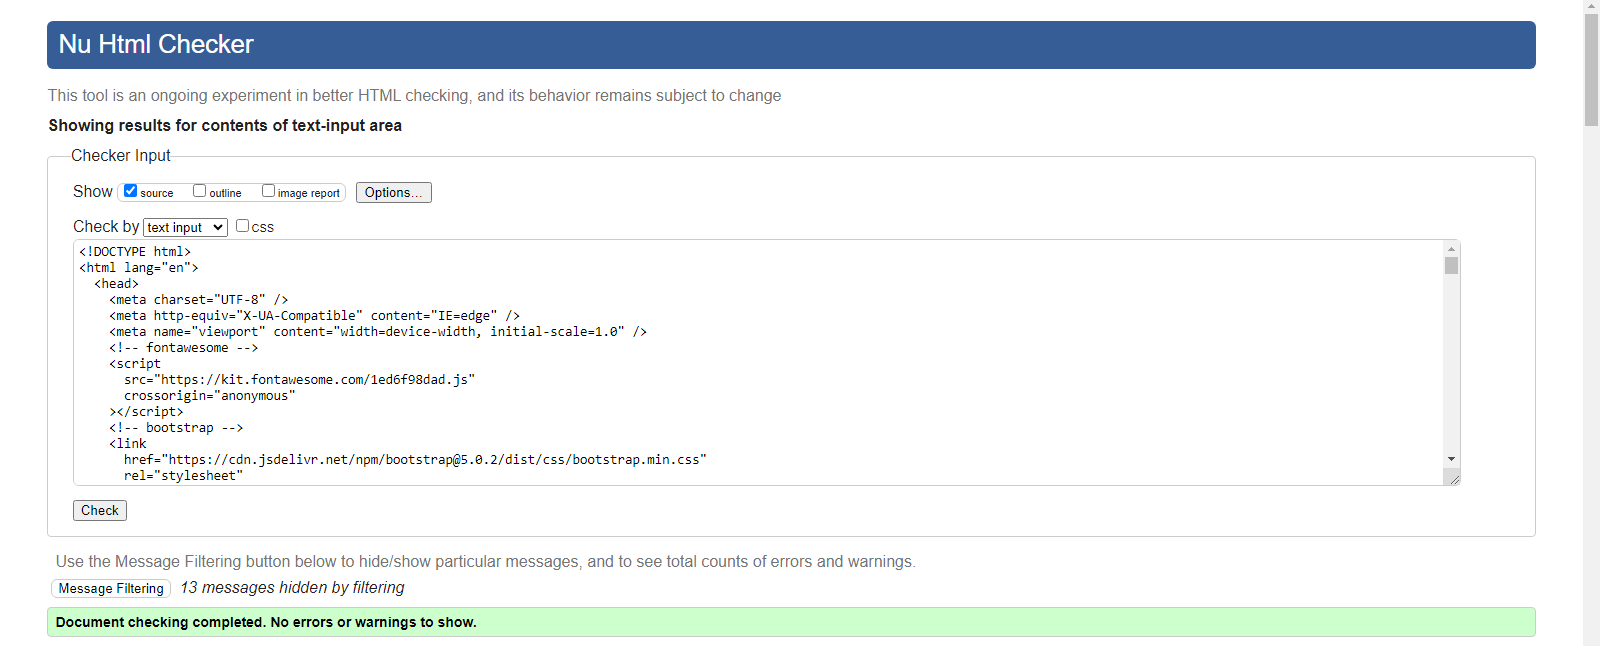 Nu Html Checker
This tool is an ongoing experiment in better HTML checking, and its behavior remains subject to change
Showing results for contents of text-input area
Checker Input
Show source outline image report Options...
Check by text input css
<!DOCTYPE html>
<html lang="en">
  <head>
    <meta charset="UTF-8" />
    <meta http-equiv="X-UA-Compatible" content="IE=edge" />
    <meta name="viewport" content="width=device-width, initial-scale=1.0" />
    <!-- fontawesome -->
    <script
      src="https://kit.fontawesome.com/1ed6f98dad.js"
      crossorigin="anonymous"
    ></script>
    <!-- bootstrap -->
    <link
      href="https://cdn.jsdelivr.net/npm/bootstrap@5.0.2/dist/css/bootstrap.min.css"
      rel="stylesheet"
Check
Use the Message Filtering button below to hide/show particular messages, and to see total counts of errors and warnings.
Message Filtering 13 messages hidden by filtering
Document checking completed. No errors or warnings to show.